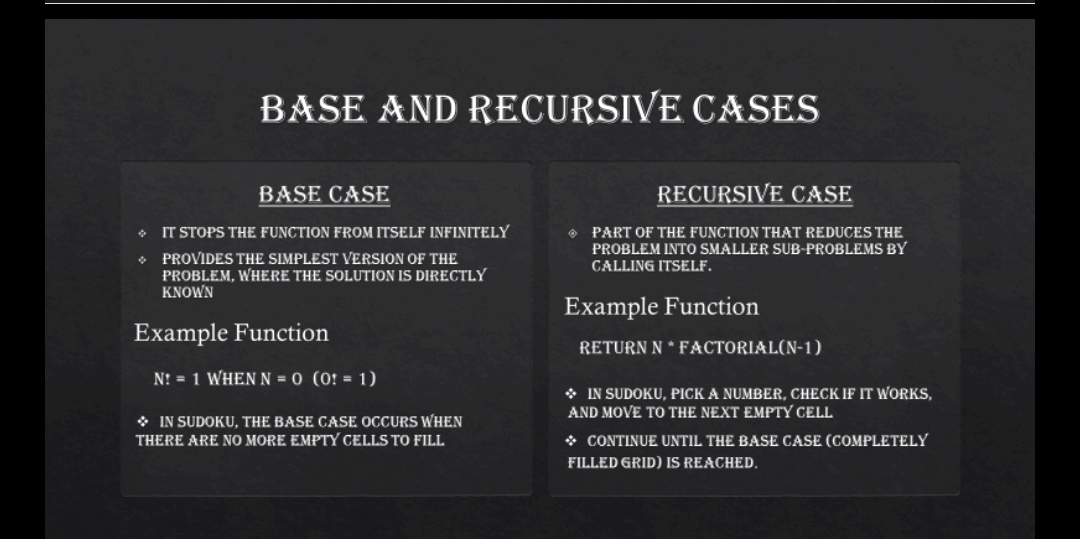 BASE AND RECURSIVE CASES
BASE CASE
❖ IT STOPS THE FUNCTION FROM ITSELF INFINITELY
❖ PROVIDES THE SIMPLEST VERSION OF THE
PROBLEM, WHERE THE SOLUTION IS DIRECTLY
KNOWN
Example Function
N! = 1 WHEN N = 0 (0! = 1)
❖ IN SUDOKU, THE BASE CASE OCCURS WHEN
THERE ARE NO MORE EMPTY CELLS TO FILL
RECURSIVE CASE
❖ PART OF THE FUNCTION THAT REDUCES THE
PROBLEM INTO SMALLER SUB-PROBLEMS BY
CALLING ITSELF.
Example Function
RETURN N * FACTORIAL(N-1)
❖ IN SUDOKU, PICK A NUMBER, CHECK IF IT WORKS,
AND MOVE TO THE NEXT EMPTY CELL
❖ CONTINUE UNTIL THE BASE CASE (COMPLETELY
FILLED GRID) IS REACHED.